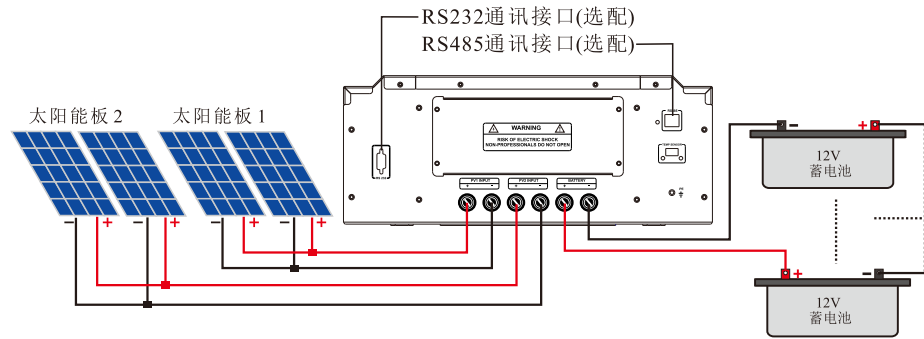 RS232通讯接口(选配)
RS485通讯接口(选配)
太阳能板2
太阳能板1
WARNING
RISK OF ELECTRIC SHOCK
NON-PROFESSIONALS DO NOT OPEN
TEMP SENSOR
PV1 INPUT
PV2 INPUT
BATTERY
+ - + - + -
- +
12V
蓄电池
- + - +
- + - +
+ -
12V
蓄电池